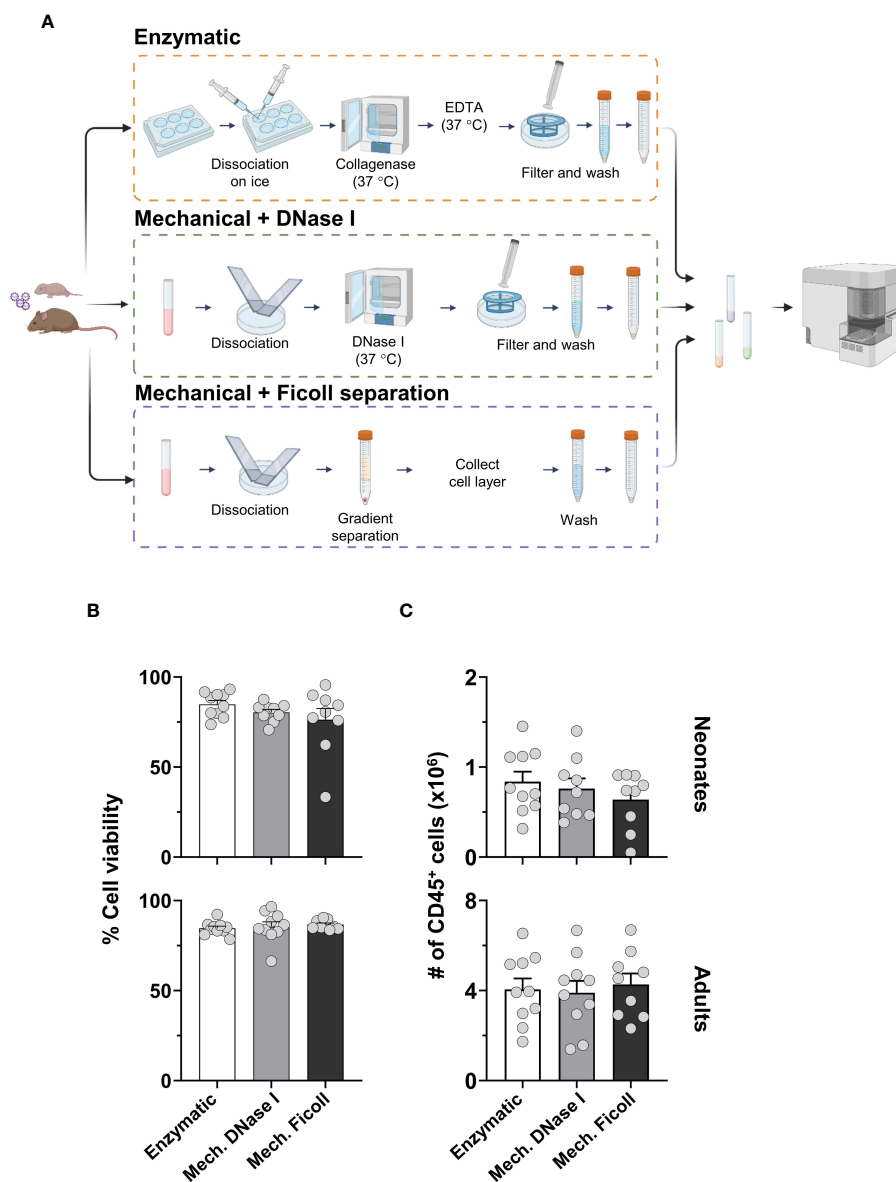 A
Enzymatic
Dissociation
on ice
Collagenase
(37 °C)
EDTA
(37 °C)
Filter and wash
Mechanical + DNase I
Dissociation
DNase I
(37 °C)
Filter and wash
Mechanical + Ficoll separation
Dissociation
Gradient
separation
Collect
cell layer
Wash
B
% Cell viability
100
50
0
100
50
0
Enzymatic
Mech. DNase I
Mech. Ficoll
C
# of CD45⁺ cells (x10⁶)
2
1
0
8
4
0
Enzymatic
Mech. DNase I
Mech. Ficoll
Neonates
Adults